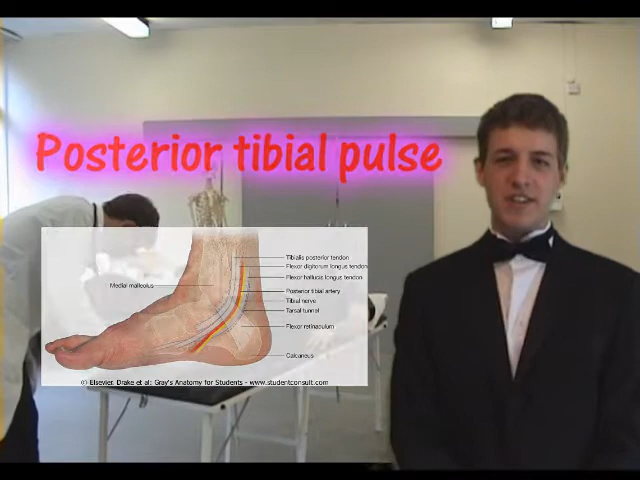 Posterior tibial pulse
Tibialis posterior tendon
Flexor digitorum longus tendon
Flexor hallucis longus tendon
Medial malleolus
Posterior tibial artery
Tibial nerve
Tarsal tunnel
Flexor retinaculum
Calcaneus
© Elsevier. Drake et al: Gray's Anatomy for Students - www.studentconsult.com